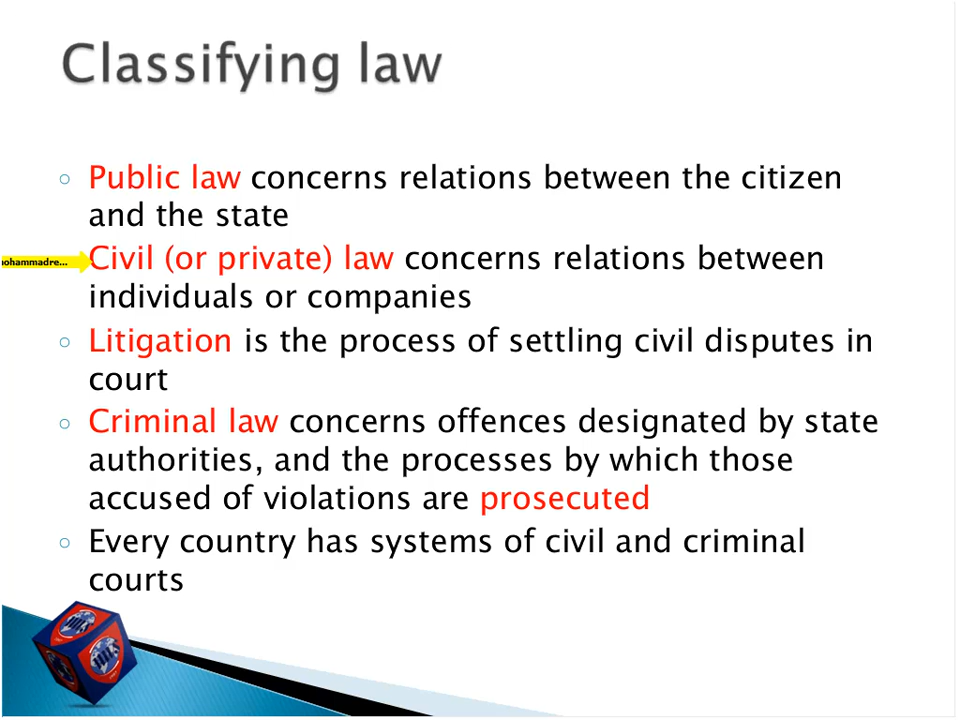 Classifying law
Public law concerns relations between the citizen
and the state
mohammadre...
Civil (or private) law concerns relations between
individuals or companies
Litigation is the process of settling civil disputes in
court
Criminal law concerns offences designated by state
authorities, and the processes by which those
accused of violations are prosecuted
Every country has systems of civil and criminal
courts